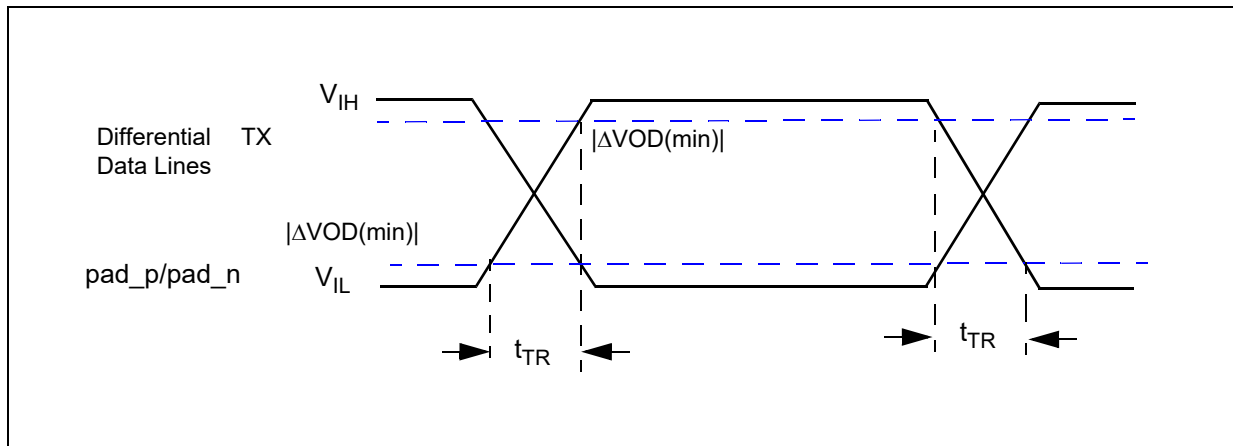 V_IH
Differential TX
Data Lines
|ΔVOD(min)|
|ΔVOD(min)|
pad_p/pad_n
V_IL
t_TR
t_TR